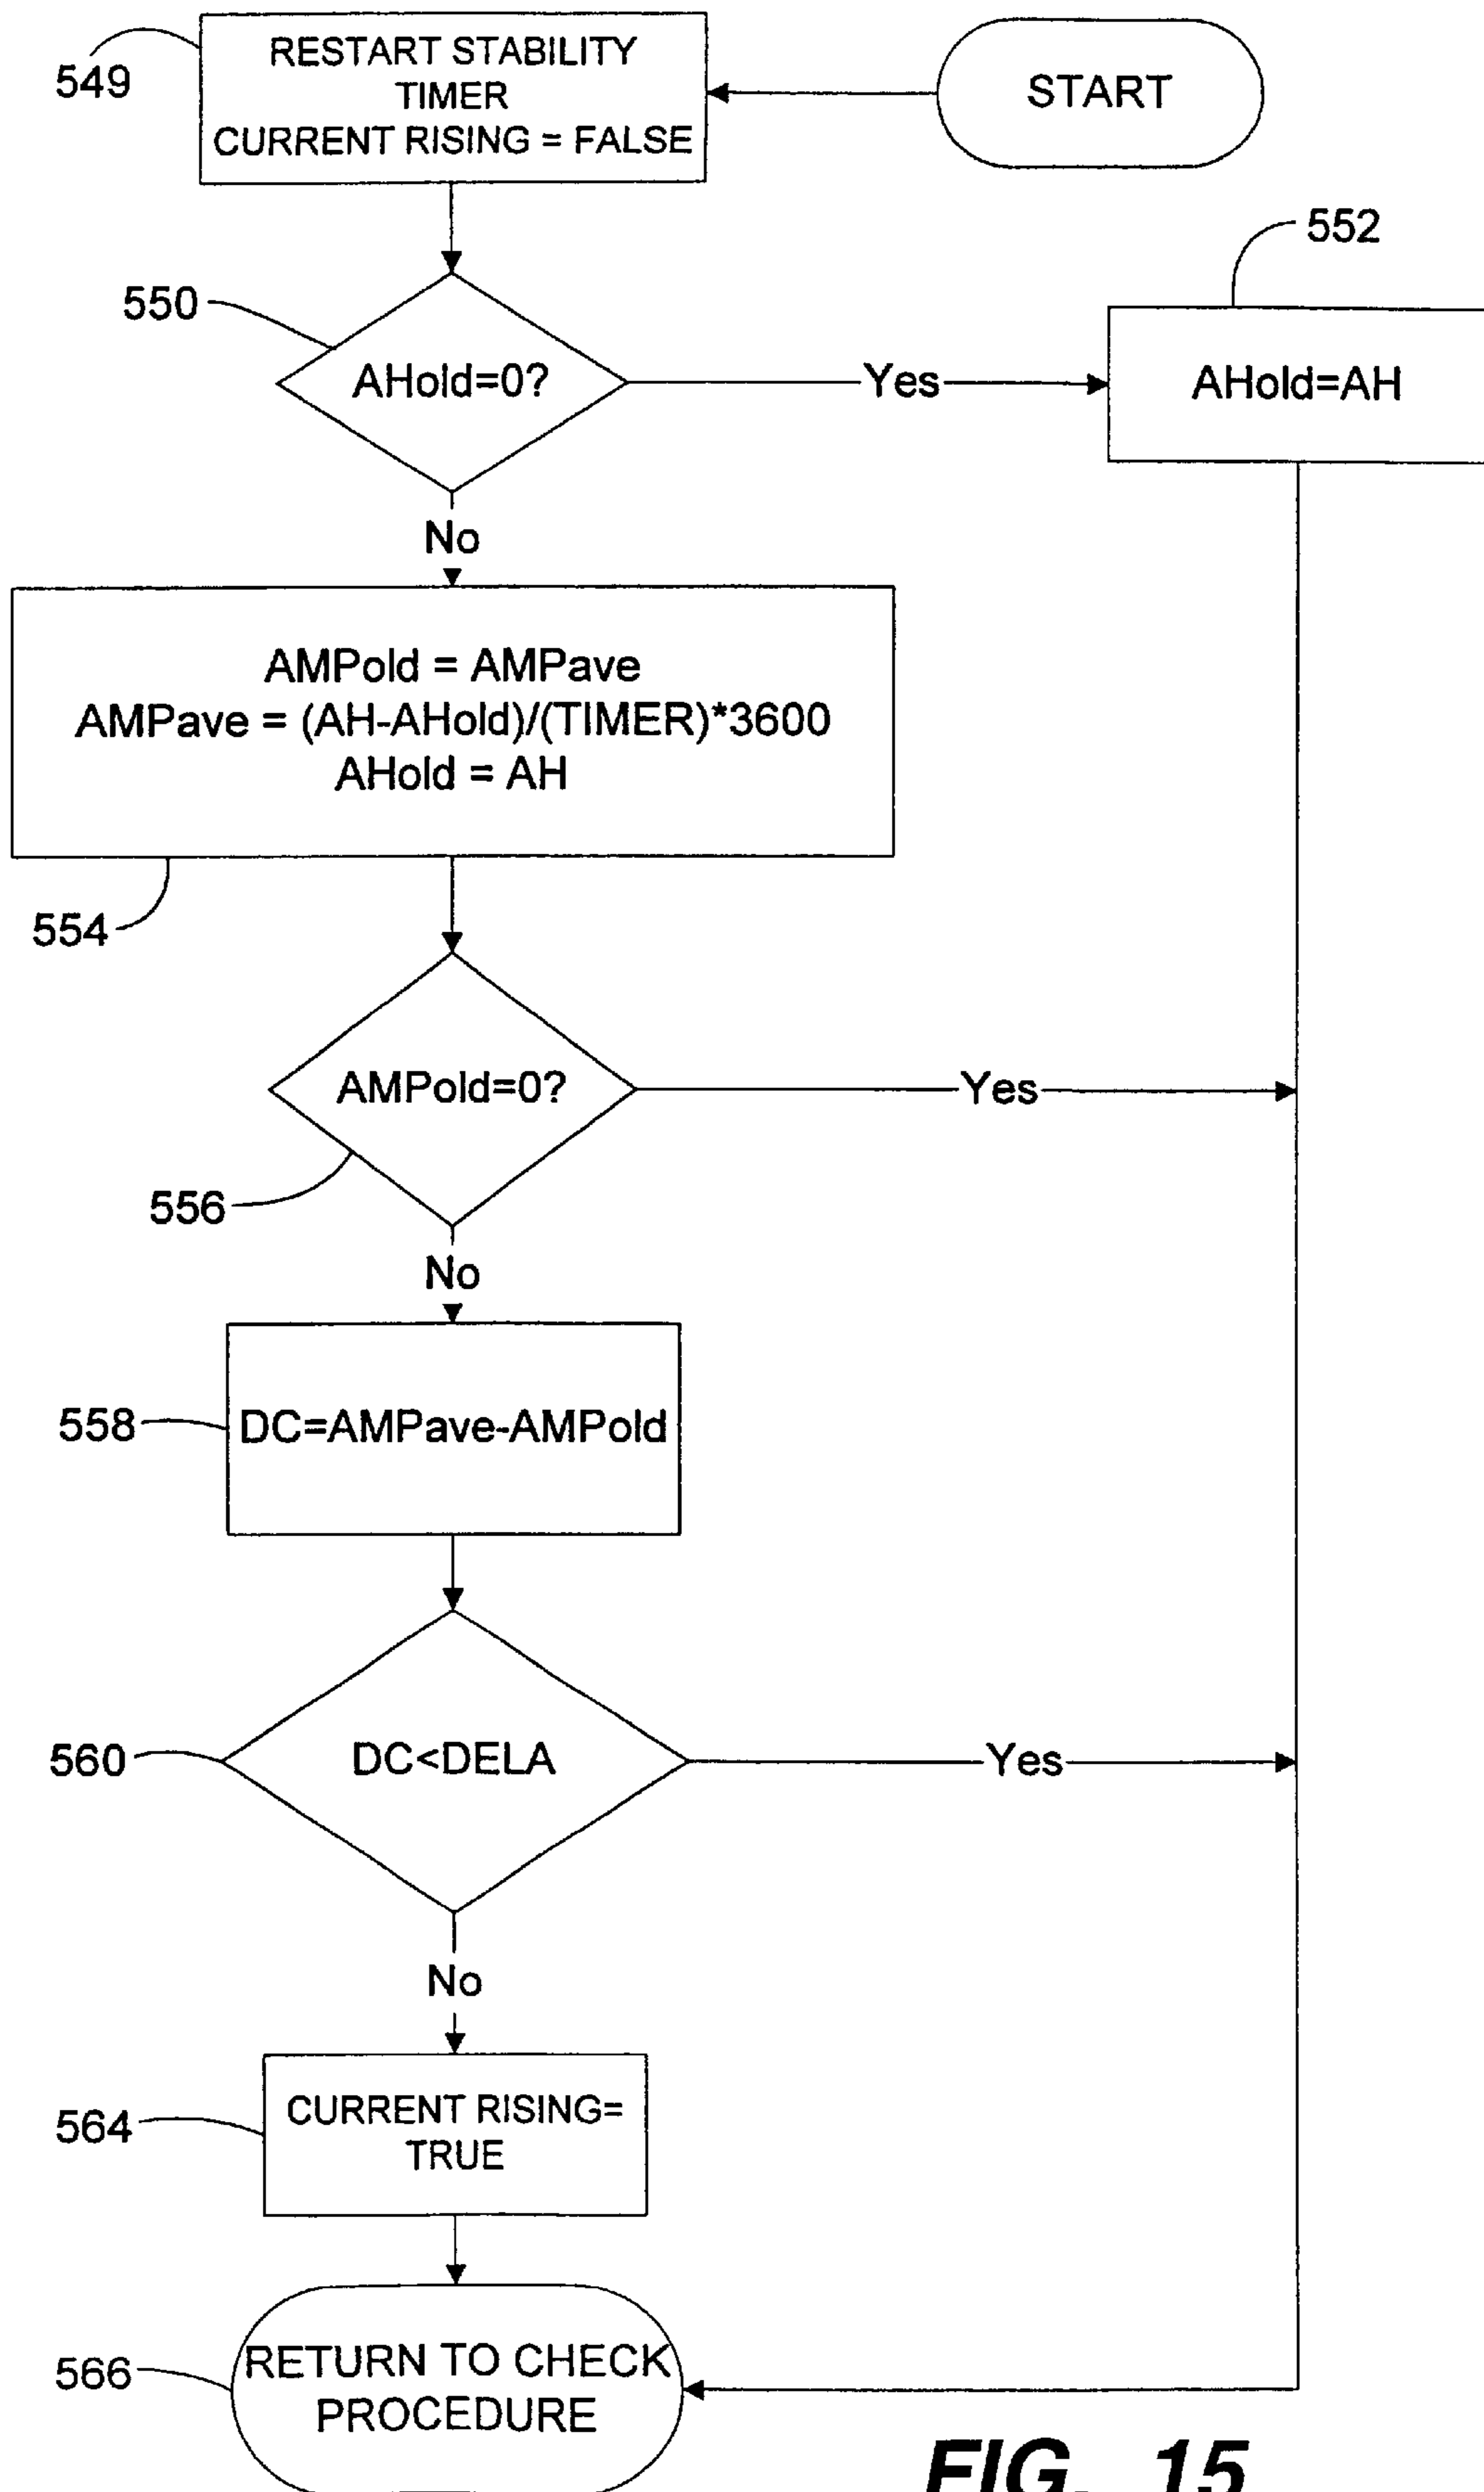 549
RESTART STABILITY
TIMER
CURRENT RISING = FALSE
START
552
550
AHold=0?
Yes
AHold=AH
No
AMPold = AMPave
AMPave = (AH-AHold)/(TIMER)*3600
AHold = AH
554
AMPold=0?
Yes
556
No
558
DC=AMPave-AMPold
560
DC<DELA
Yes
No
564
CURRENT RISING=
TRUE
566
RETURN TO CHECK
PROCEDURE
FIG. 15